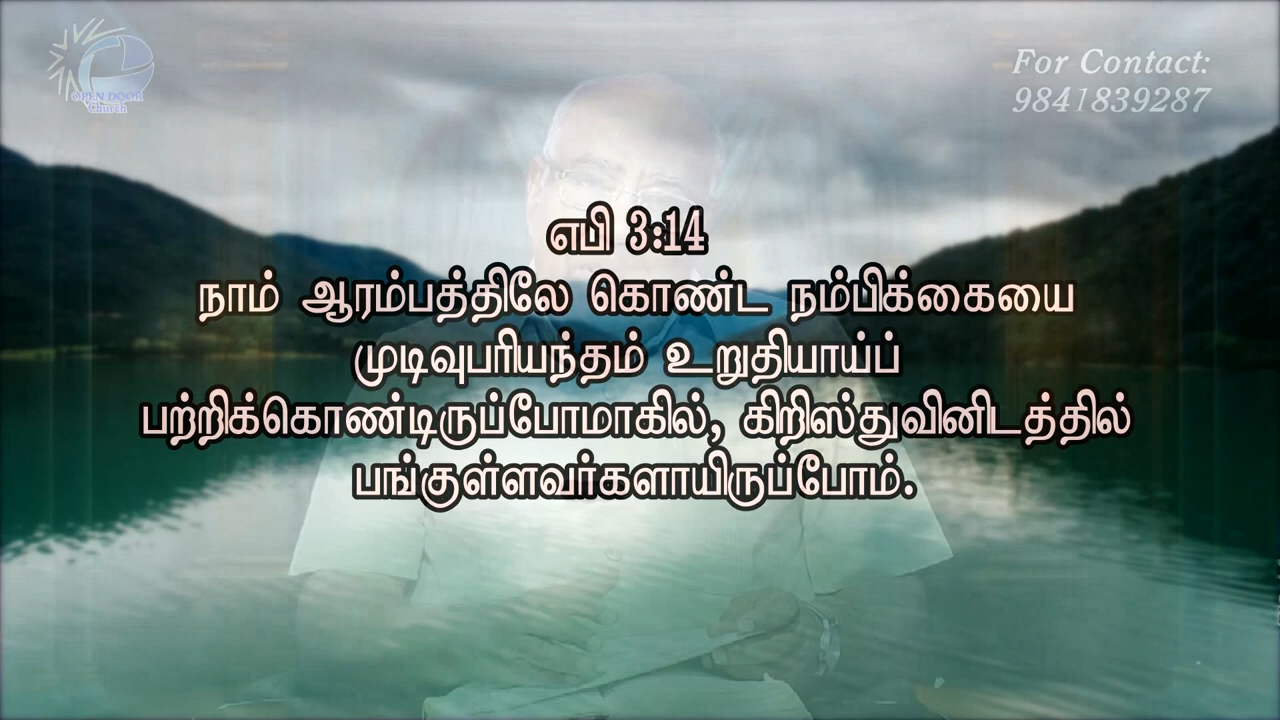 OPEN DOOR
Church
For Contact:
9841839287
எபி 3:14
நாம் ஆரம்பத்திலே கொண்ட நம்பிக்கையை
முடிவுபரியந்தம் உறுதியாய்ப்
பற்றிக்கொண்டிருப்போமாகில், கிறிஸ்துவினிடத்தில்
பங்குள்ளவர்களாயிருப்போம்.